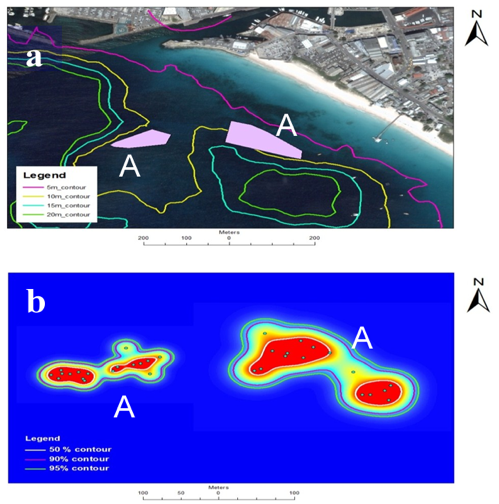 N
a
A
A
Legend
5m_contour
10m_contour
15m_contour
20m_contour
Meters
200 100 0 100 200
N
b
A
A
Legend
50 % contour
90% contour
95% contour
Meters
100 50 0 100